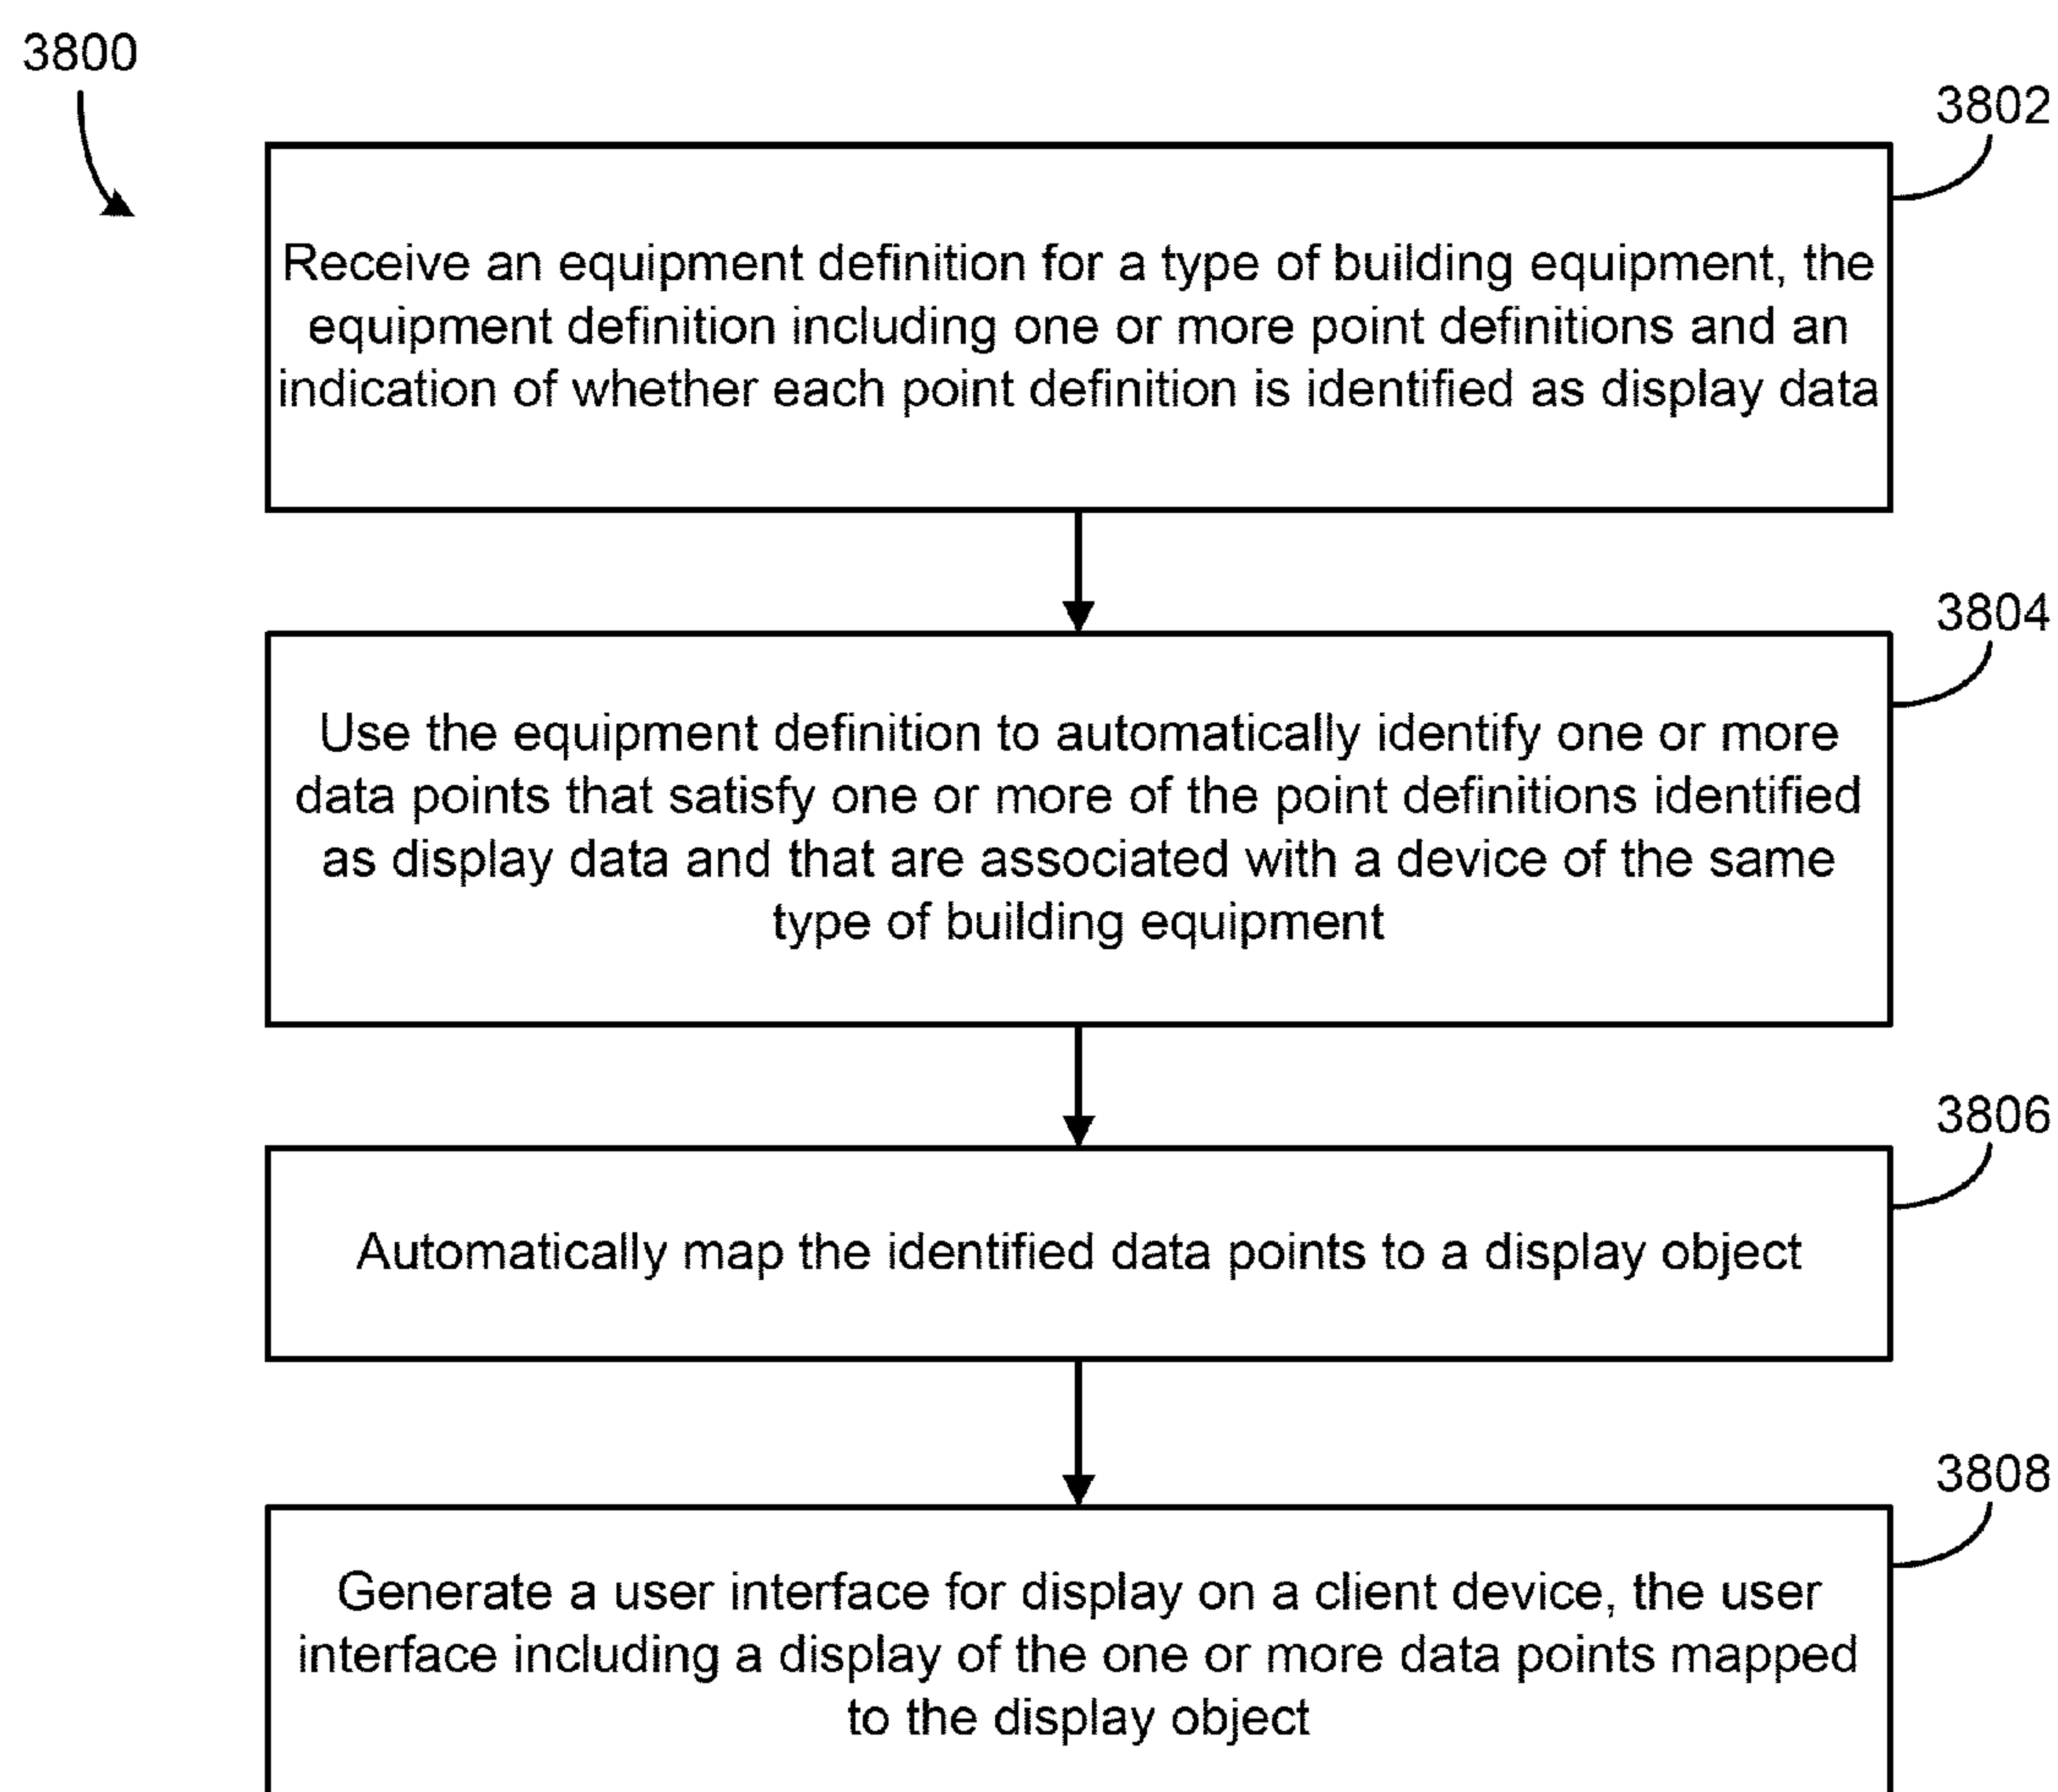 3800
3802
Receive an equipment definition for a type of building equipment, the
equipment definition including one or more point definitions and an
indication of whether each point definition is identified as display data
3804
Use the equipment definition to automatically identify one or more
data points that satisfy one or more of the point definitions identified
as display data and that are associated with a device of the same
type of building equipment
3806
Automatically map the identified data points to a display object
3808
Generate a user interface for display on a client device, the user
interface including a display of the one or more data points mapped
to the display object